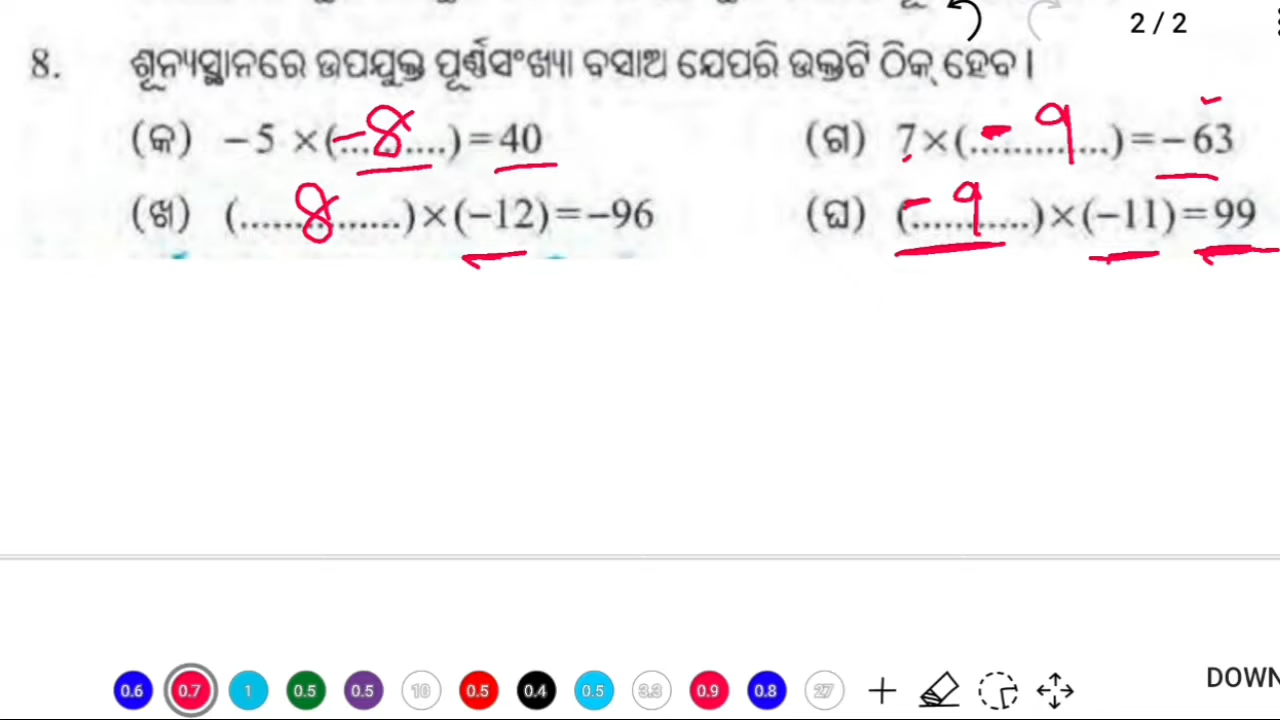 2 / 2
8. ଶୂନ୍ୟସ୍ଥାନରେ ଉପଯୁକ୍ତ ପୂର୍ଣ୍ଣସଂଖ୍ୟା ବସାଅ ଯେପରି ଉକ୍ତଟି ଠିକ୍ ହେବ।
(କ) −5 ×(−8) = 40 (ଗ) 7×(−9) = −63
(ଖ) (8)×(−12)=−96 (ଘ) (−9)×(−11)=99
0.6 0.7 1 0.5 0.5 10 0.5 0.4 0.5 3.3 0.9 0.8 27 DOWN